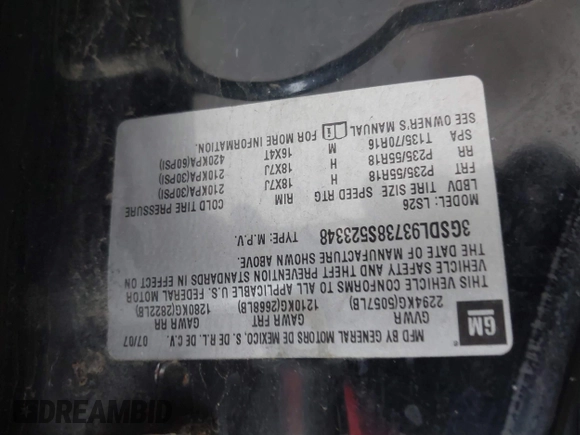 GM
MFD BY GENERAL MOTORS DE MEXICO, S. DE R.L. DE C.V. 07/07
GVWR GAWR FRT GAWR RR
2294KG(5057LB) 1210KG(2668LB) 1280KG(2822LB)
THIS VEHICLE CONFORMS TO ALL APPLICABLE U.S. FEDERAL MOTOR
VEHICLE SAFETY AND THEFT PREVENTION STANDARDS IN EFFECT ON
THE DATE OF MANUFACTURE SHOWN ABOVE.
3GSDL93738S523348 TYPE: M.P.V.
MODEL: LS26
LBDV TIRE SIZE SPEED RTG RIM COLD TIRE PRESSURE
FRT P235/55R18 H 18X7J 210KPA(30PSI)
RR P235/55R18 H 18X7J 210KPA(30PSI)
SPA T135/70R16 M 16X4T 420KPA(60PSI)
SEE OWNER'S MANUAL FOR MORE INFORMATION.
DREAMBID